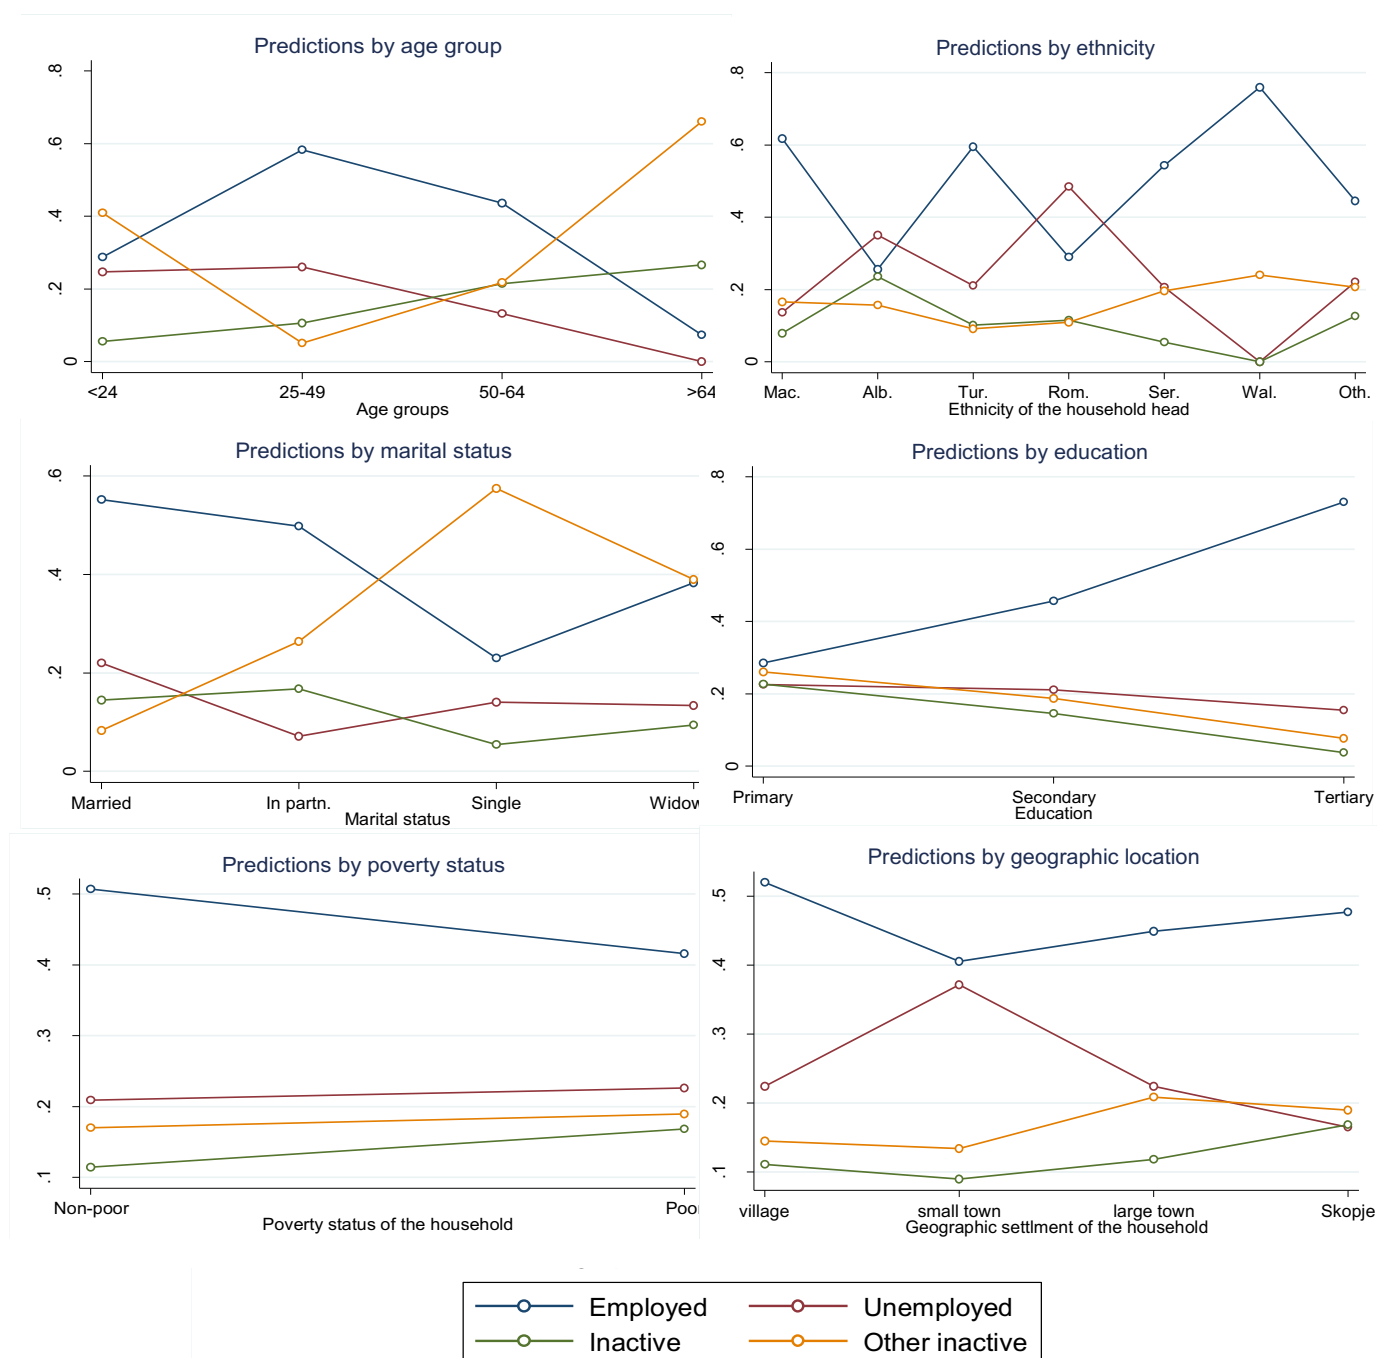 Predictions by age group
.8
.6
.4
.2
0
<24 25-49 50-64 >64
Age groups
Predictions by ethnicity
.8
.6
.4
.2
0
Mac. Alb. Tur. Rom. Ser. Wal. Oth.
Ethnicity of the household head
Predictions by marital status
.6
.4
.2
0
Married In partn. Single Widow
Marital status
Predictions by education
.8
.6
.4
.2
0
Primary Secondary Tertiary
Education
Predictions by poverty status
.5
.4
.3
.2
.1
Non-poor Poor
Poverty status of the household
Predictions by geographic location
.5
.4
.3
.2
.1
village small town large town Skopje
Geographic settlment of the household
Employed Unemployed
Inactive Other inactive